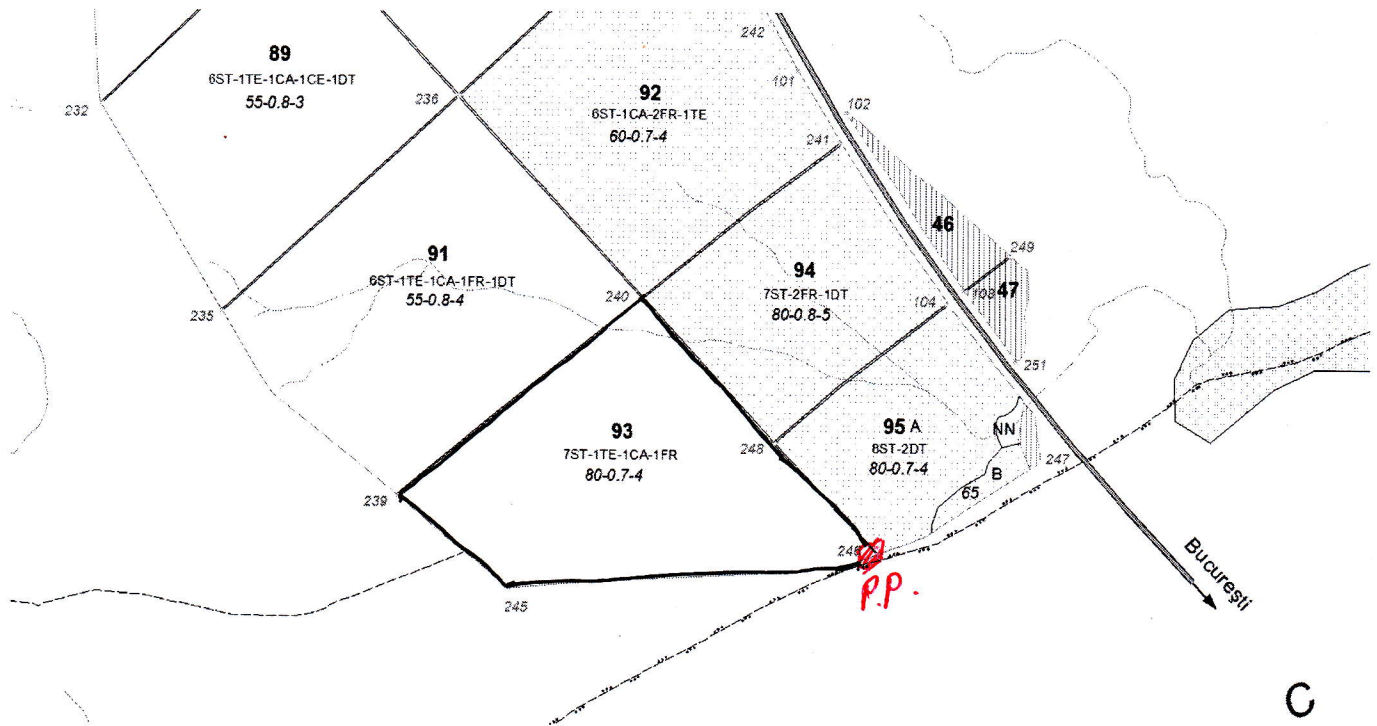 242
89
6ST-1TE-1CA-1CE-1DT
55-0.8-3
232
236
92
6ST-1CA-2FR-1TE
60-0.7-4
101
102
241
46
249
91
6ST-1TE-1CA-1FR-1DT
55-0.8-4
235
240
94
7ST-2FR-1DT
80-0.8-5
104
108
47
251
93
7ST-1TE-1CA-1FR
80-0.7-4
248
95 A
8ST-2DT
80-0.7-4
NN
247
B
65
239
246
P.P.
245
București
C